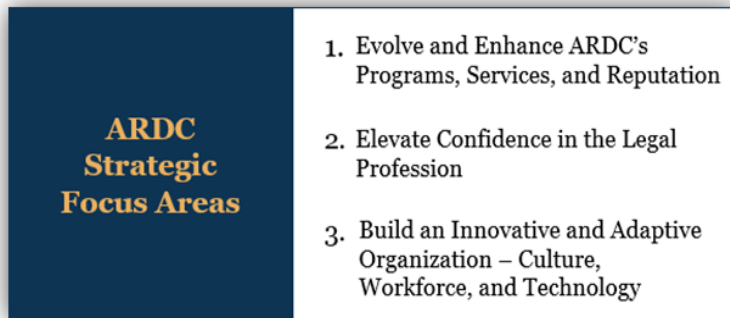 ARDC
Strategic
Focus Areas
1. Evolve and Enhance ARDC’s
Programs, Services, and Reputation
2. Elevate Confidence in the Legal
Profession
3. Build an Innovative and Adaptive
Organization – Culture,
Workforce, and Technology